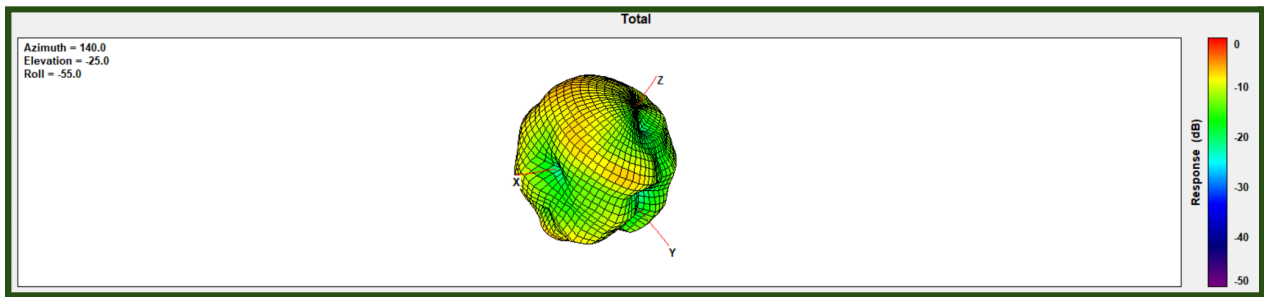 Total
Azimuth = 140.0
Elevation = -25.0
Roll = -55.0
Z
X
Y
0
-10
-20
-30
-40
-50
Response (dB)